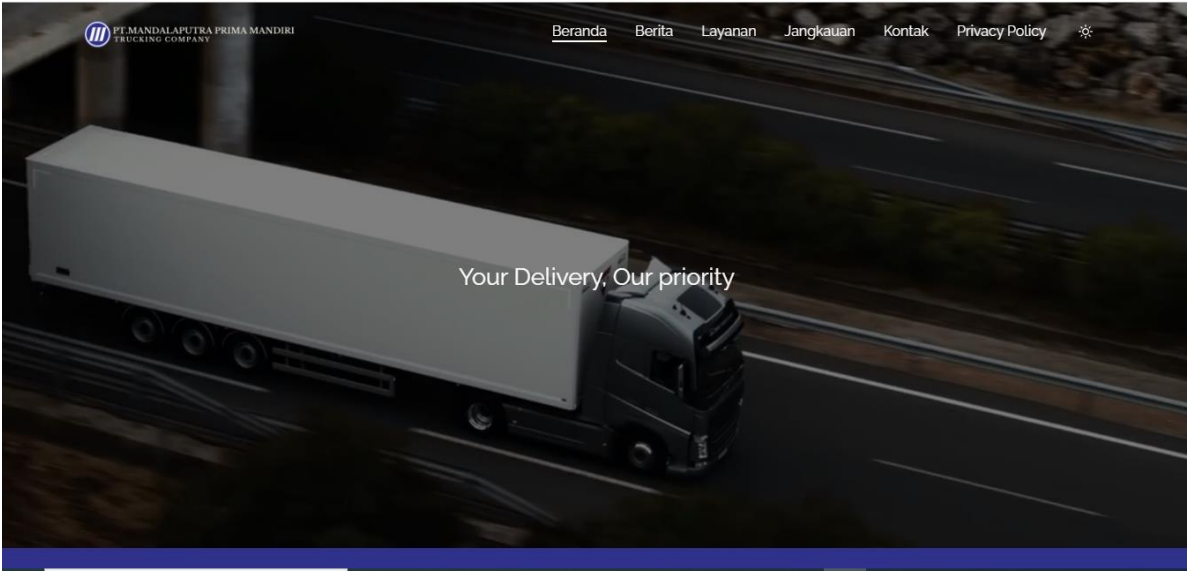 PT.MANDALAPUTRA PRIMA MANDIRI
TRUCKING COMPANY
Beranda Berita Layanan Jangkauan Kontak Privacy Policy
Your Delivery, Our priority